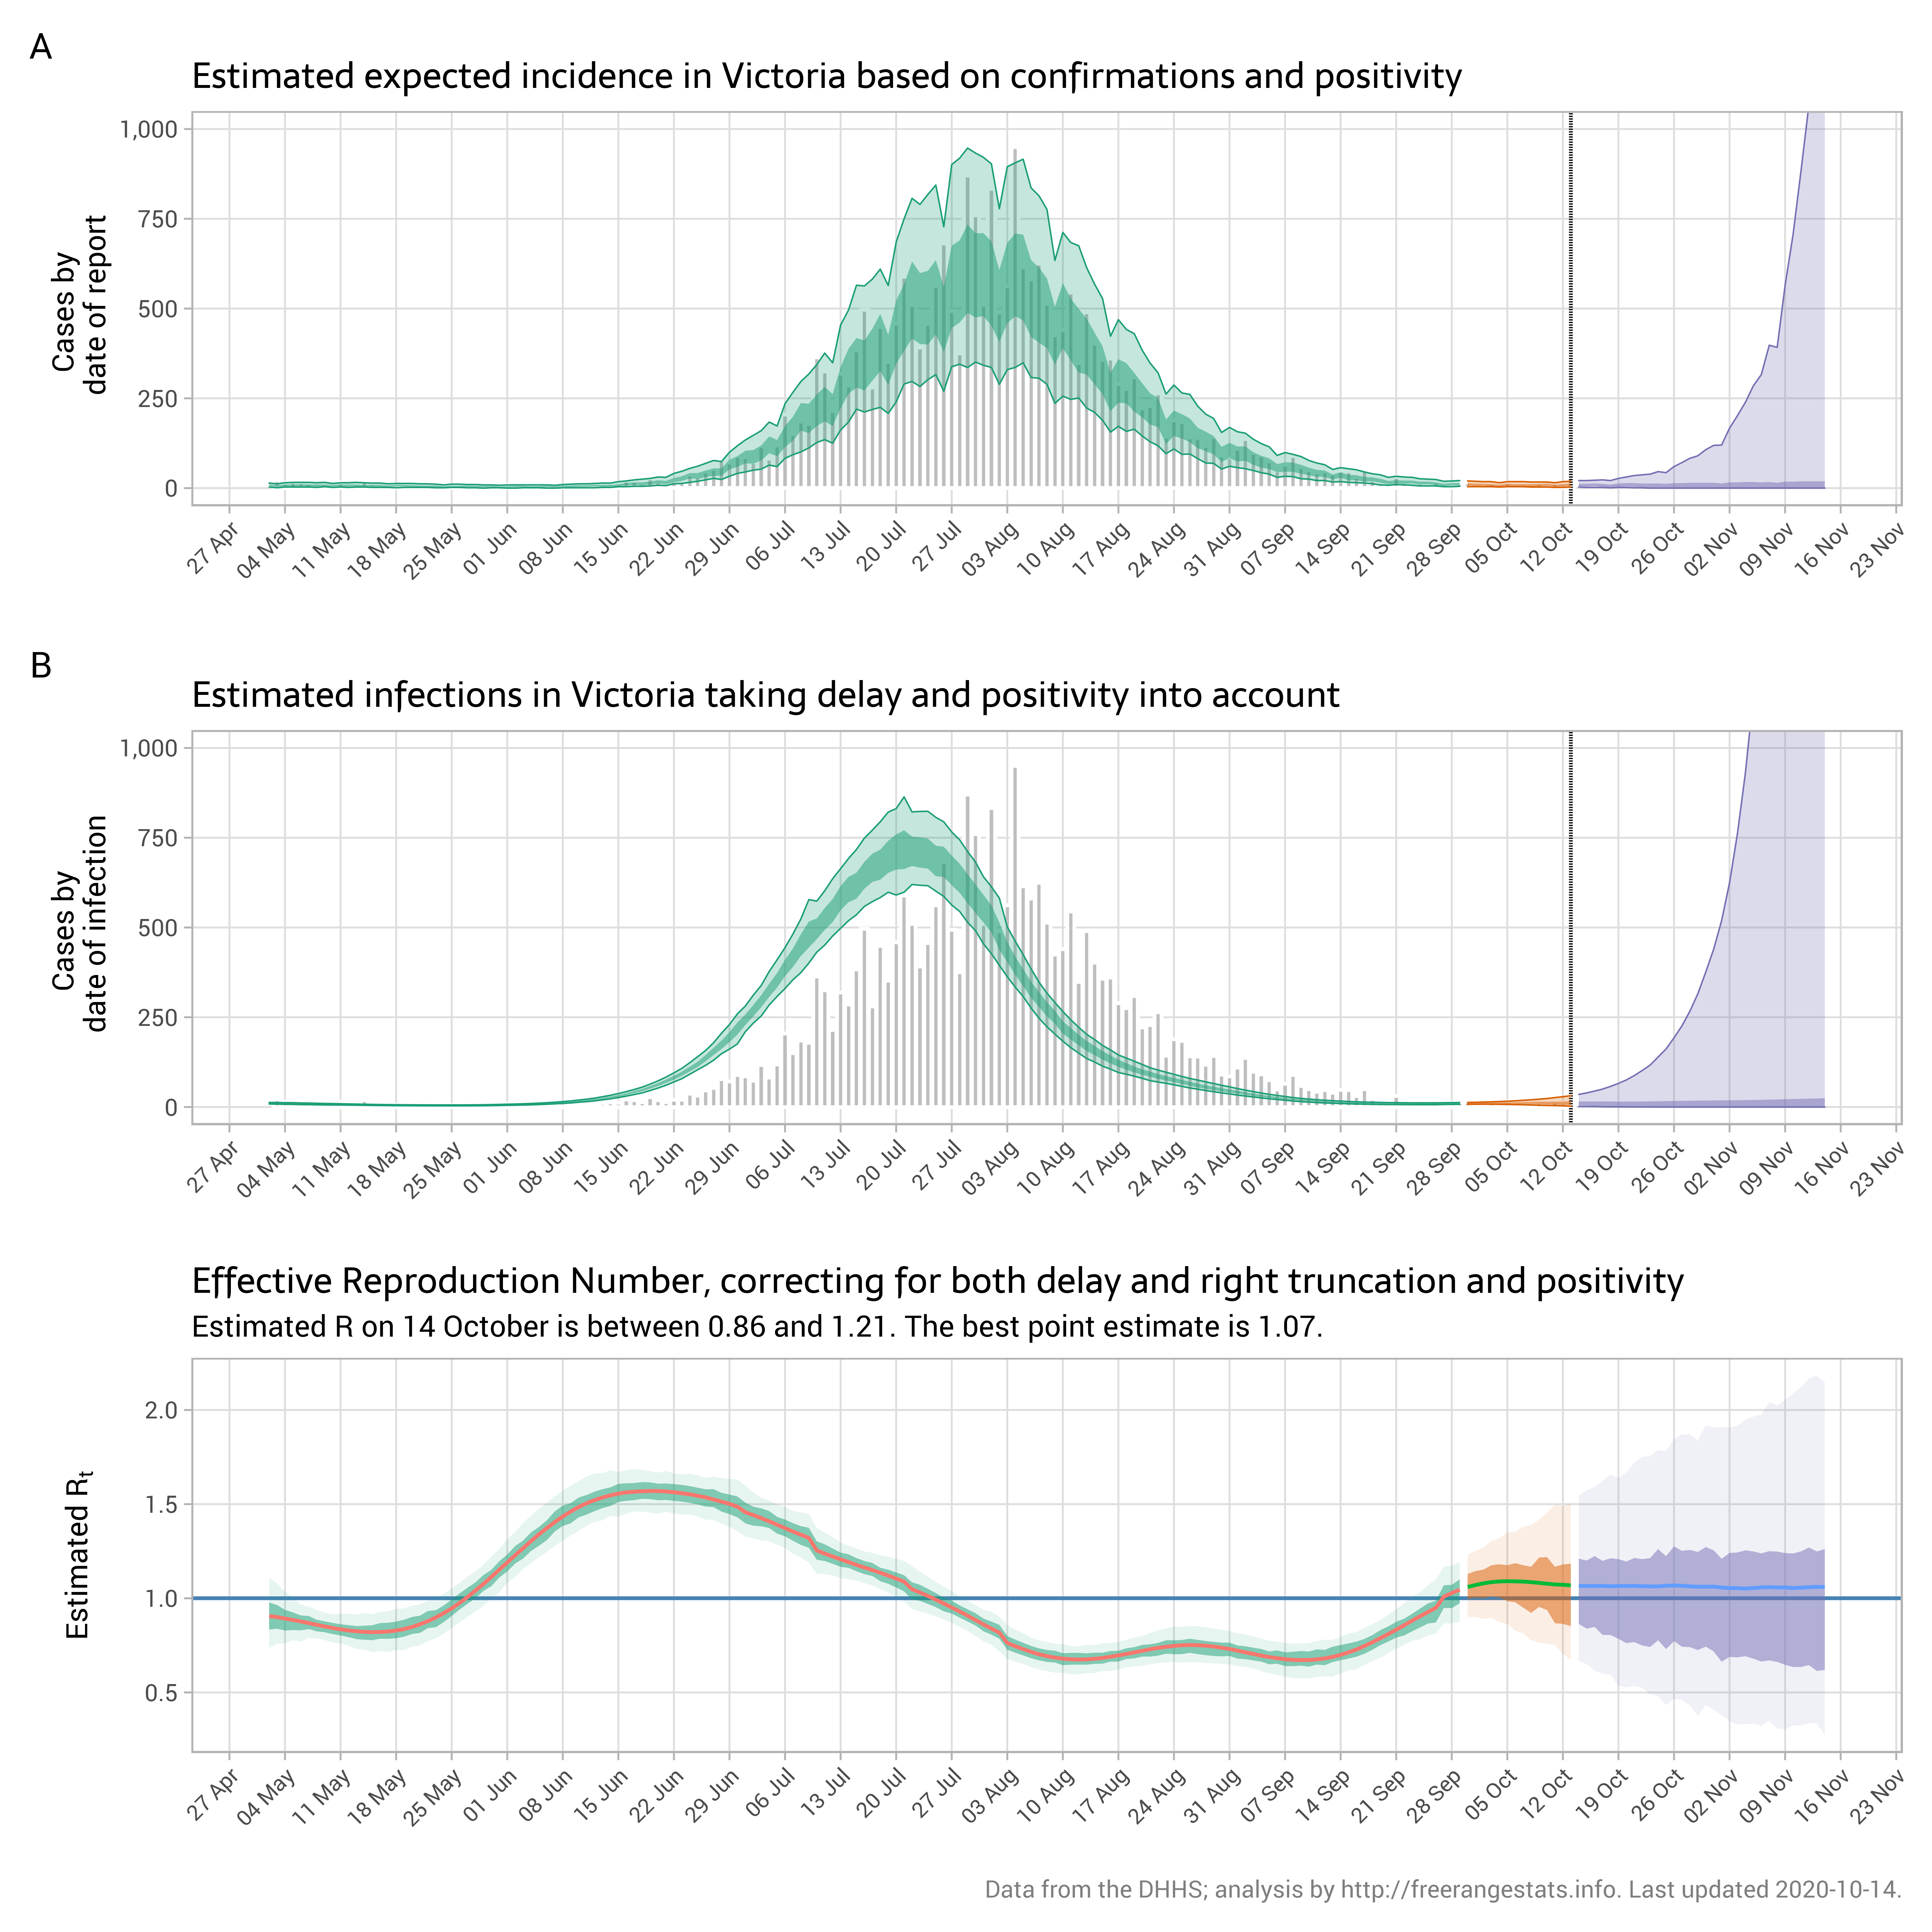 A
Estimated expected incidence in Victoria based on confirmations and positivity
Cases by
date of report
1,000
750
500
250
0
27 Apr 04 May 11 May 18 May 25 May 01 Jun 08 Jun 15 Jun 22 Jun 29 Jun 06 Jul 13 Jul 20 Jul 27 Jul 03 Aug 10 Aug 17 Aug 24 Aug 31 Aug 07 Sep 14 Sep 21 Sep 28 Sep 05 Oct 12 Oct 19 Oct 26 Oct 02 Nov 09 Nov 16 Nov 23 Nov
B
Estimated infections in Victoria taking delay and positivity into account
Cases by
date of infection
1,000
750
500
250
0
27 Apr 04 May 11 May 18 May 25 May 01 Jun 08 Jun 15 Jun 22 Jun 29 Jun 06 Jul 13 Jul 20 Jul 27 Jul 03 Aug 10 Aug 17 Aug 24 Aug 31 Aug 07 Sep 14 Sep 21 Sep 28 Sep 05 Oct 12 Oct 19 Oct 26 Oct 02 Nov 09 Nov 16 Nov 23 Nov
Effective Reproduction Number, correcting for both delay and right truncation and positivity
Estimated R on 14 October is between 0.86 and 1.21. The best point estimate is 1.07.
Estimated Rt
2.0
1.5
1.0
0.5
27 Apr 04 May 11 May 18 May 25 May 01 Jun 08 Jun 15 Jun 22 Jun 29 Jun 06 Jul 13 Jul 20 Jul 27 Jul 03 Aug 10 Aug 17 Aug 24 Aug 31 Aug 07 Sep 14 Sep 21 Sep 28 Sep 05 Oct 12 Oct 19 Oct 26 Oct 02 Nov 09 Nov 16 Nov 23 Nov
Data from the DHHS; analysis by http://freerangestats.info. Last updated 2020-10-14.